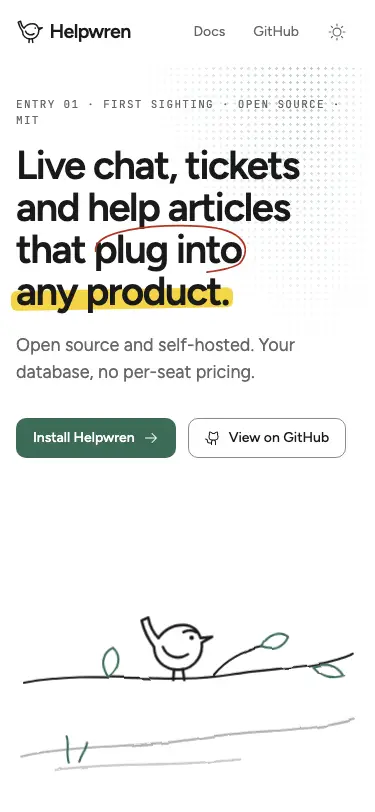 Helpwren
Docs
GitHub
ENTRY 01 · FIRST SIGHTING · OPEN SOURCE ·
MIT
Live chat, tickets
and help articles
that plug into
any product.
Open source and self-hosted. Your
database, no per-seat pricing.
Install Helpwren →
View on GitHub